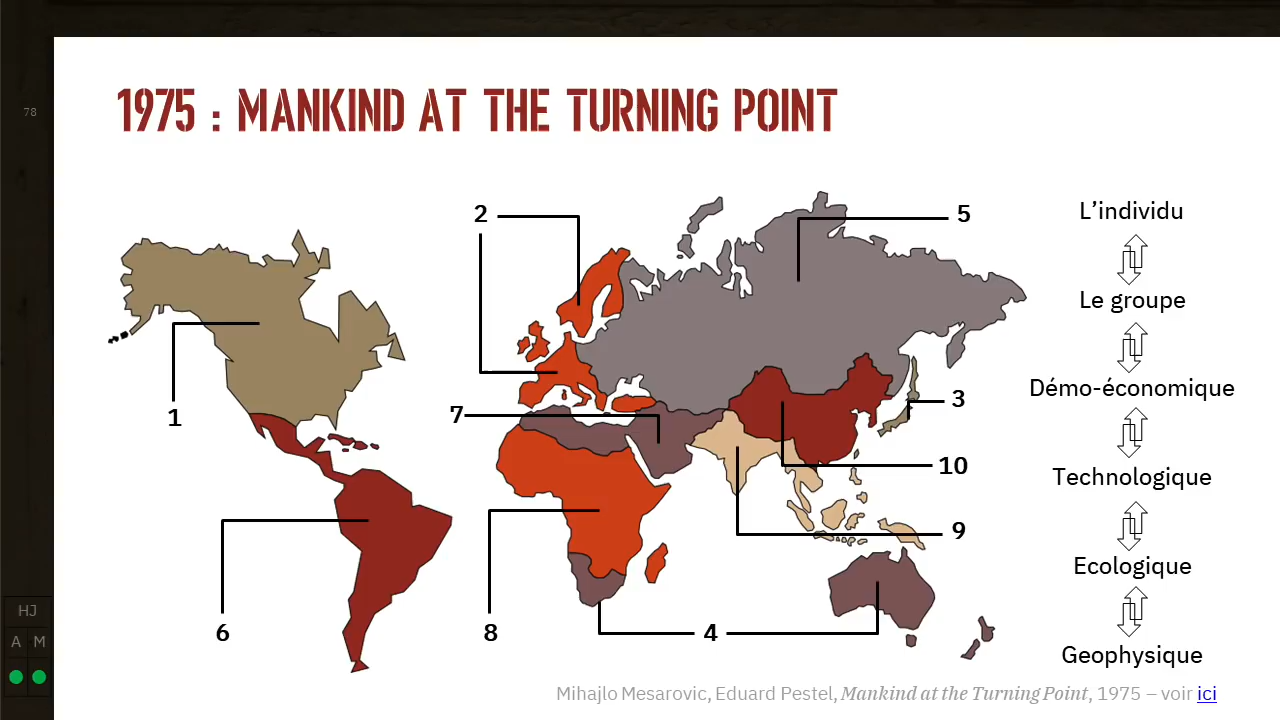 78
1975 : MANKIND AT THE TURNING POINT
1
2
3
4
5
6
7
8
9
10
L’individu
Le groupe
Démo-économique
Technologique
Ecologique
Geophysique
HJ
A M
Mihajlo Mesarovic, Eduard Pestel, Mankind at the Turning Point, 1975 – voir ici